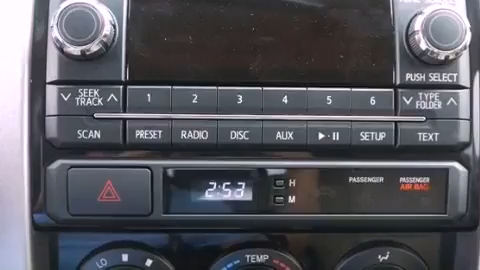 PUSH SELECT
SEEK
TRACK
1 2 3 4 5 6
TYPE
FOLDER
SCAN PRESET RADIO DISC AUX SETUP TEXT
2:53
H
M
PASSENGER
PASSENGER
AIR BAG
LO
TEMP